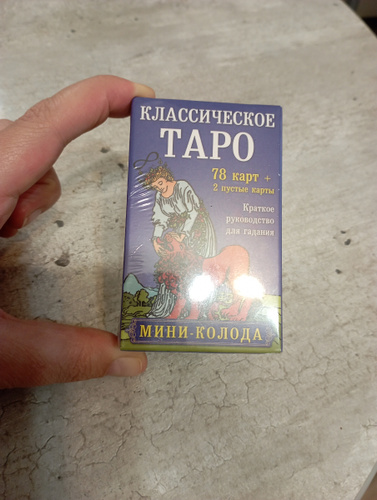 КЛАССИЧЕСКОЕ
ТАРО
78 карт +
2 пустые карты
Краткое
руководство
для гадания
МИНИ-КОЛОДА